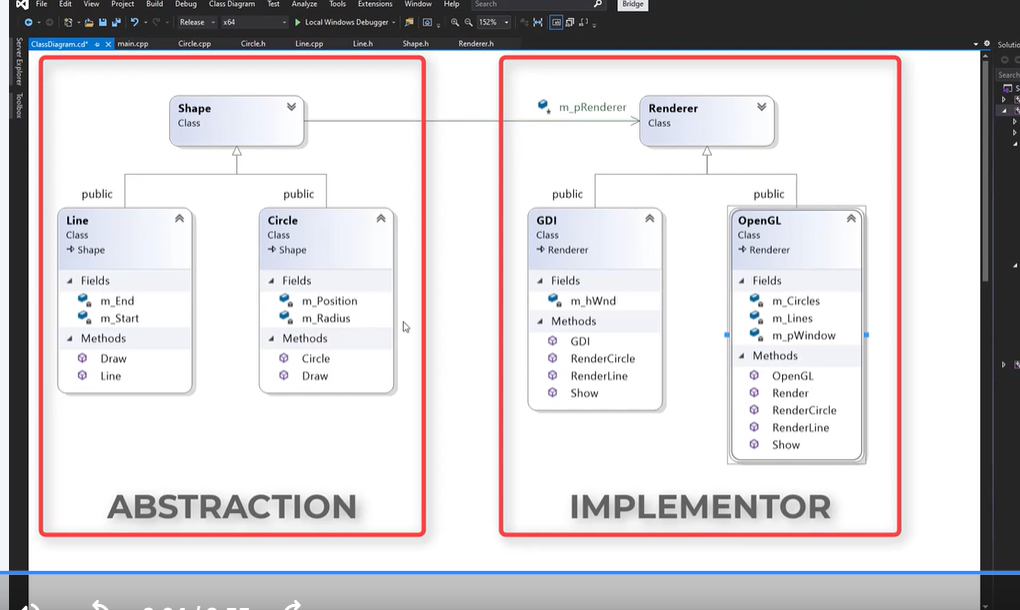 File Edit View Project Build Debug Class Diagram Test Analyze Tools Extensions Window Help Search Bridge
Release x64 Local Windows Debugger 152%
ClassDiagram.cd* main.cpp Circle.cpp Circle.h Line.cpp Line.h Shape.h Renderer.h
Server Explorer
Toolbox
Search
Shape
Class
m_pRenderer
Renderer
Class
public
public
public
public
Line
Class
Shape
Fields
m_End
m_Start
Methods
Draw
Line
Circle
Class
Shape
Fields
m_Position
m_Radius
Methods
Circle
Draw
GDI
Class
Renderer
Fields
m_hWnd
Methods
GDI
RenderCircle
RenderLine
Show
OpenGL
Class
Renderer
Fields
m_Circles
m_Lines
m_pWindow
Methods
OpenGL
Render
RenderCircle
RenderLine
Show
ABSTRACTION
IMPLEMENTOR